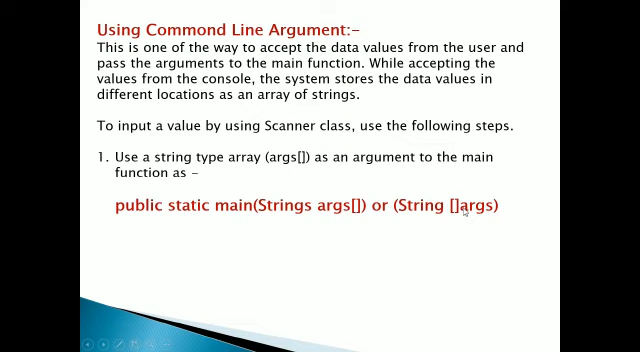 Using Commond Line Argument:-
This is one of the way to accept the data values from the user and
pass the arguments to the main function. While accepting the
values from the console, the system stores the data values in
different locations as an array of strings.
To input a value by using Scanner class, use the following steps.
1. Use a string type array (args[]) as an argument to the main
function as -
public static main(Strings args[]) or (String []args)